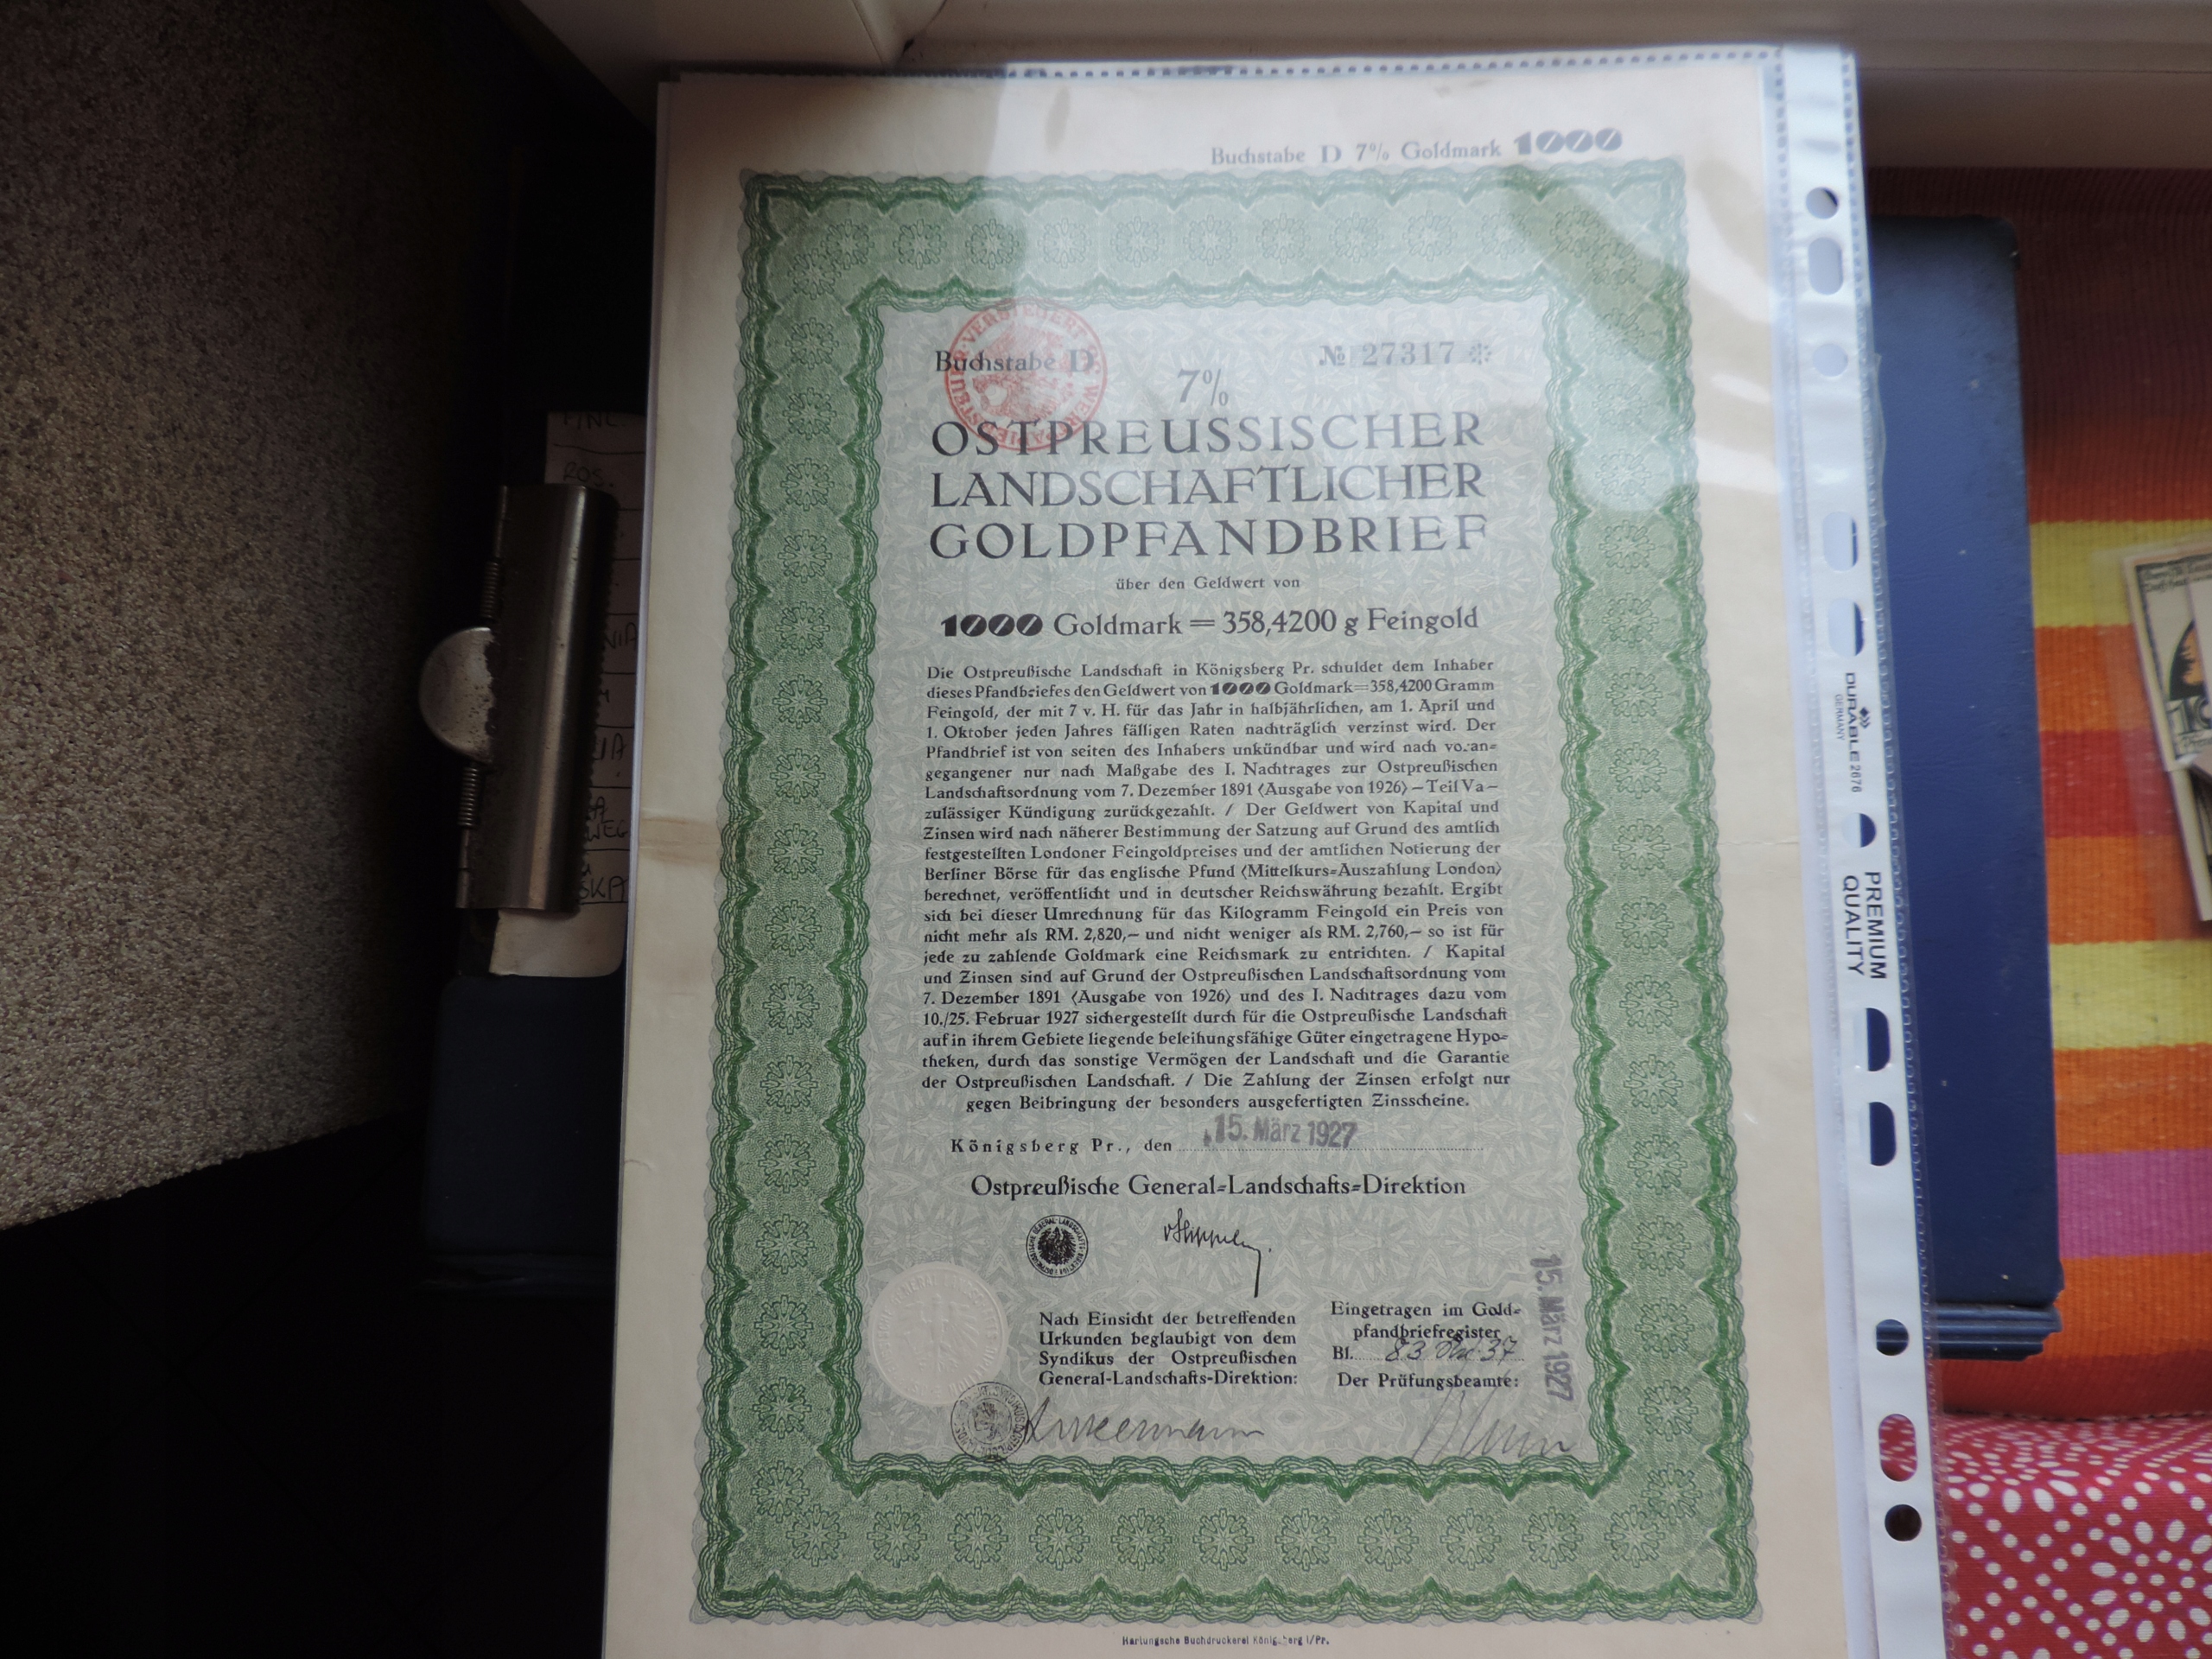 Buchstabe D 7% Goldmark 1000
Buchstabe D
№ 27317 *
7%
OSTPREUSSISCHER
LANDSCHAFTLICHER
GOLDPFANDBRIEF
über den Geldwert von
1000 Goldmark = 358,4200 g Feingold
Die Ostpreußische Landschaft in Königsberg Pr. schuldet dem Inhaber
dieses Pfandbriefes den Geldwert von 1000 Goldmark=358,4200 Gramm
Feingold, der mit 7 v. H. für das Jahr in halbjährlichen, am 1. April und
1. Oktober jeden Jahres fälligen Raten nachträglich verzinst wird. Der
Pfandbrief ist von seiten des Inhabers unkündbar und wird nach voran=
gegangener nur nach Maßgabe des I. Nachtrages zur Ostpreußischen
Landschaftsordnung vom 7. Dezember 1891 (Ausgabe von 1926) – Teil Va –
zulässiger Kündigung zurückgezahlt. / Der Geldwert von Kapital und
Zinsen wird nach näherer Bestimmung der Satzung auf Grund des amtlich
festgestellten Londoner Feingoldpreises und der amtlichen Notierung der
Berliner Börse für das englische Pfund (Mittelkurs=Auszahlung London)
berechnet, veröffentlicht und in deutscher Reichswährung bezahlt. Ergibt
sich bei dieser Umrechnung für das Kilogramm Feingold ein Preis von
nicht mehr als RM. 2,820,– und nicht weniger als RM. 2,760,– so ist für
jede zu zahlende Goldmark eine Reichsmark zu entrichten. / Kapital
und Zinsen sind auf Grund der Ostpreußischen Landschaftsordnung vom
7. Dezember 1891 (Ausgabe von 1926) und des I. Nachtrages dazu vom
10./25. Februar 1927 sichergestellt durch für die Ostpreußische Landschaft
auf in ihrem Gebiete liegende beleihungsfähige Güter eingetragene Hypo=
theken, durch das sonstige Vermögen der Landschaft und die Garantie
der Ostpreußischen Landschaft. / Die Zahlung der Zinsen erfolgt nur
gegen Beibringung der besonders ausgefertigten Zinsscheine.
Königsberg Pr., den 15. März 1927
Ostpreußische General=Landschafts=Direktion
Nach Einsicht der betreffenden
Urkunden beglaubigt von dem
Syndikus der Ostpreußischen
General-Landschafts-Direktion:
Eingetragen im Gold=
pfandbriefregister
Bl. 83 37
Der Prüfungsbeamte:
15. März 1927
Hartungsche Buchdruckerei Königsberg i/Pr.
DURABLE 2676
GERMANY
PREMIUM
QUALITY